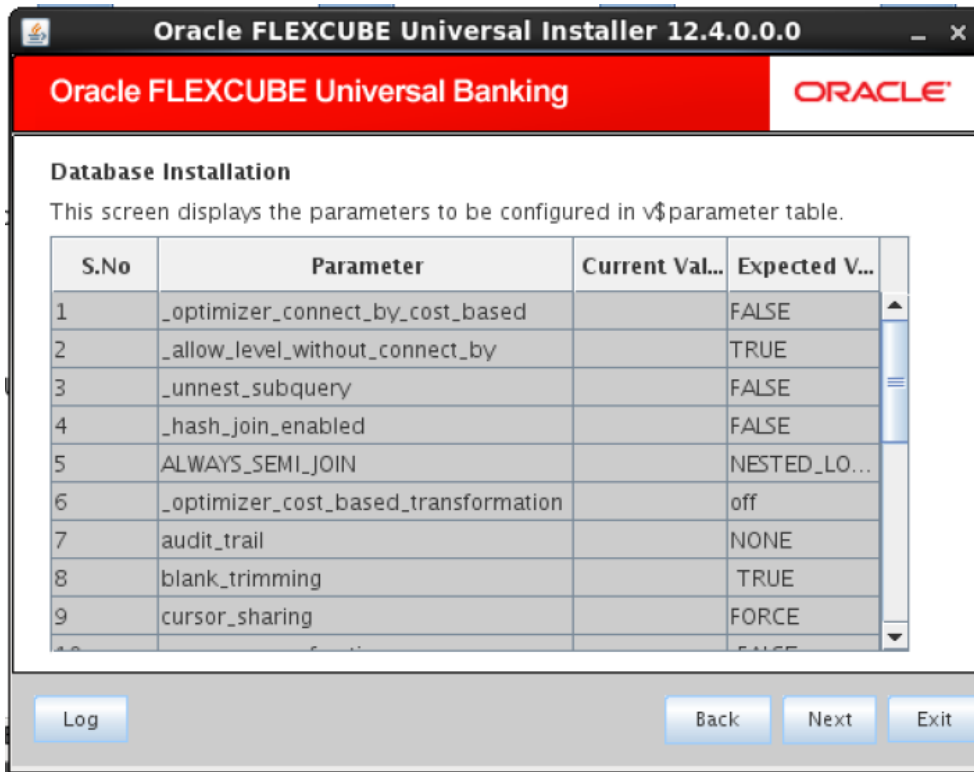 Oracle FLEXCUBE Universal Installer 12.4.0.0.0
Oracle FLEXCUBE Universal Banking ORACLE
Database Installation
This screen displays the parameters to be configured in v$parameter table.
S.No Parameter Current Val... Expected V...
1 _optimizer_connect_by_cost_based FALSE
2 _allow_level_without_connect_by TRUE
3 _unnest_subquery FALSE
4 _hash_join_enabled FALSE
5 ALWAYS_SEMI_JOIN NESTED_LO...
6 _optimizer_cost_based_transformation off
7 audit_trail NONE
8 blank_trimming TRUE
9 cursor_sharing FORCE
Log Back Next Exit